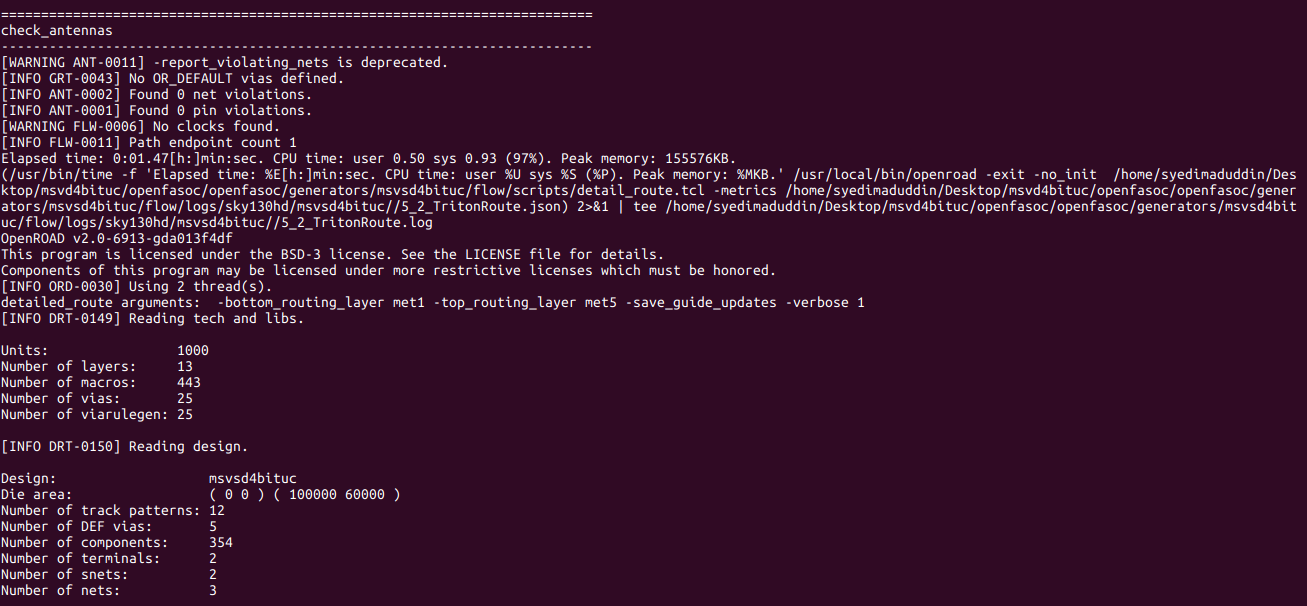 ==========================================================================
check_antennas
--------------------------------------------------------------------------
[WARNING ANT-0011] -report_violating_nets is deprecated.
[INFO GRT-0043] No OR_DEFAULT vias defined.
[INFO ANT-0002] Found 0 net violations.
[INFO ANT-0001] Found 0 pin violations.
[WARNING FLW-0006] No clocks found.
[INFO FLW-0011] Path endpoint count 1
Elapsed time: 0:01.47[h:]min:sec. CPU time: user 0.50 sys 0.93 (97%). Peak memory: 155576KB.
(/usr/bin/time -f 'Elapsed time: %E[h:]min:sec. CPU time: user %U sys %S (%P). Peak memory: %MKB.' /usr/local/bin/openroad -exit -no_init  /home/syedimaduddin/Des
ktop/msvd4bituc/openfasoc/openfasoc/generators/msvsd4bituc/flow/scripts/detail_route.tcl -metrics /home/syedimaduddin/Desktop/msvd4bituc/openfasoc/openfasoc/gener
ators/msvsd4bituc/flow/logs/sky130hd/msvsd4bituc//5_2_TritonRoute.json) 2>&1 | tee /home/syedimaduddin/Desktop/msvd4bituc/openfasoc/openfasoc/generators/msvsd4bit
uc/flow/logs/sky130hd/msvsd4bituc//5_2_TritonRoute.log
OpenROAD v2.0-6913-gda013f4df
This program is licensed under the BSD-3 license. See the LICENSE file for details.
Components of this program may be licensed under more restrictive licenses which must be honored.
[INFO ORD-0030] Using 2 thread(s).
detailed_route arguments:  -bottom_routing_layer met1 -top_routing_layer met5 -save_guide_updates -verbose 1
[INFO DRT-0149] Reading tech and libs.
Units:                1000
Number of layers:     13
Number of macros:     443
Number of vias:       25
Number of viarulegen: 25
[INFO DRT-0150] Reading design.
Design:                   msvsd4bituc
Die area:                 ( 0 0 ) ( 100000 60000 )
Number of track patterns: 12
Number of DEF vias:       5
Number of components:     354
Number of terminals:      2
Number of snets:          2
Number of nets:           3